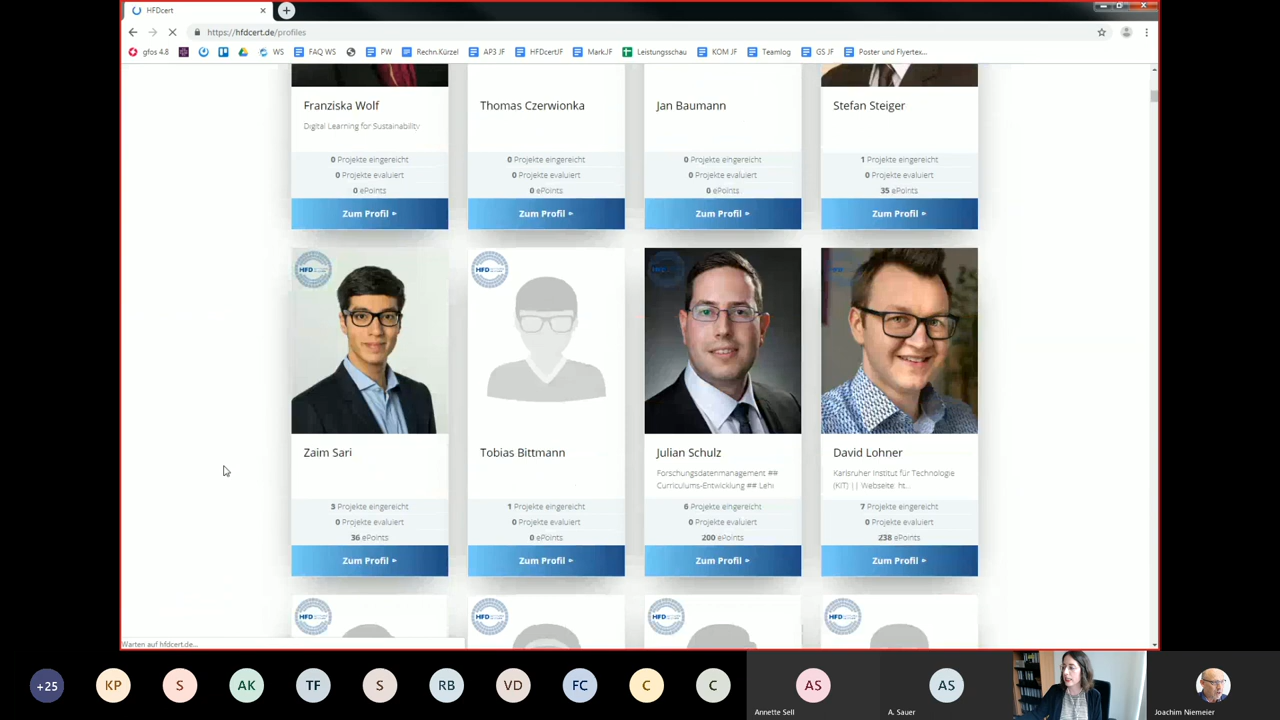 HFDcert
https://hfdcert.de/profiles
gfos 4.8 WS FAQ WS PW Rechn.Kürzel AP3 JF HFDcertJF MarkJF Leistungsschau KOM JF Teamlog GS JF Poster und Flyertex...
Franziska Wolf
Digital Learning for Sustainability
0 Projekte eingereicht
0 Projekte evaluiert
0 ePoints
Zum Profil
Thomas Czerwionka
0 Projekte eingereicht
0 Projekte evaluiert
0 ePoints
Zum Profil
Jan Baumann
0 Projekte eingereicht
0 Projekte evaluiert
0 ePoints
Zum Profil
Stefan Steiger
1 Projekte eingereicht
0 Projekte evaluiert
35 ePoints
Zum Profil
HFD
Zaim Sari
3 Projekte eingereicht
0 Projekte evaluiert
36 ePoints
Zum Profil
HFD
Tobias Bittmann
1 Projekte eingereicht
0 Projekte evaluiert
0 ePoints
Zum Profil
HFD
Julian Schulz
Forschungsdatenmanagement ##
Curriculums-Entwicklung ## Lehr
6 Projekte eingereicht
0 Projekte evaluiert
200 ePoints
Zum Profil
David Lohner
Karlsruher Institut für Technologie
(KIT) || Webseite: ht...
7 Projekte eingereicht
0 Projekte evaluiert
238 ePoints
Zum Profil
HFD
HFD
HFD
HFD
Warten auf hfdcert.de...
+25 KP S AK TF S RB VD FC C C AS AS
Annette Sell
A. Sauer
Joachim Niemeier